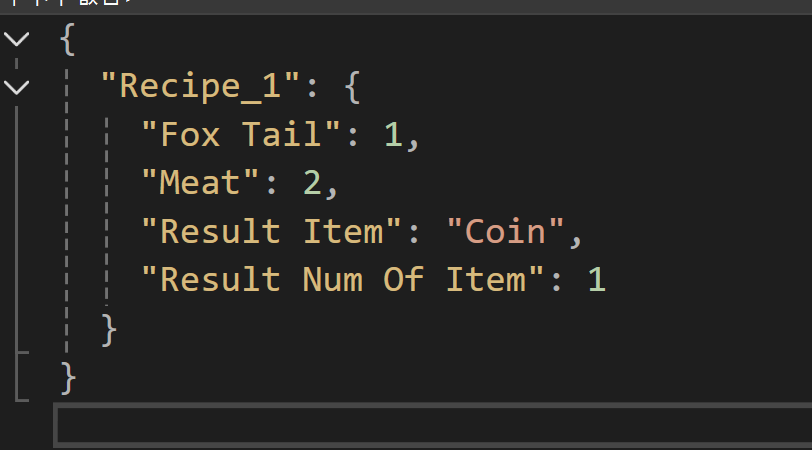 {
"Recipe_1": {
"Fox Tail": 1,
"Meat": 2,
"Result Item": "Coin",
"Result Num Of Item": 1
}
}